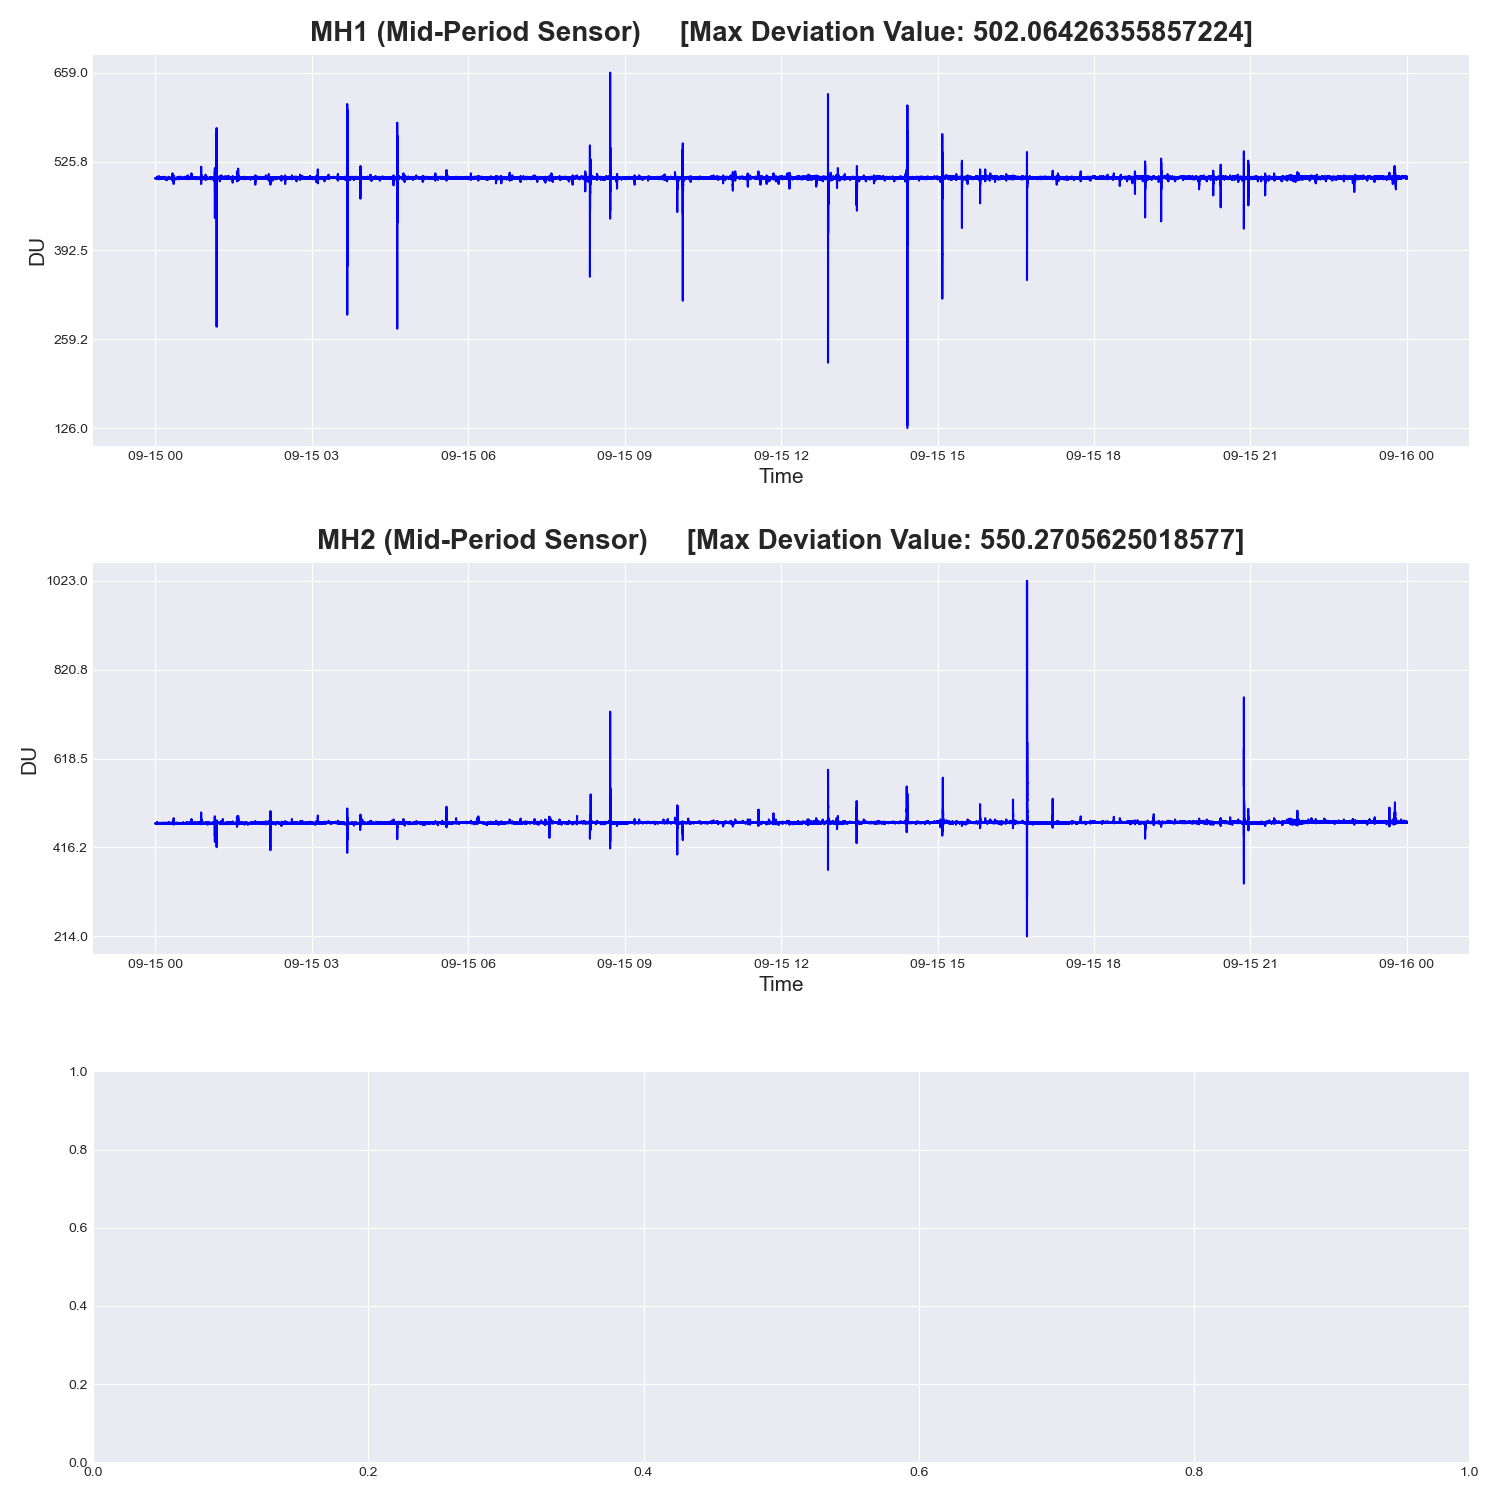 MH1 (Mid-Period Sensor) [Max Deviation Value: 502.06426355857224]
659.0
525.8
392.5
259.2
126.0
DU
09-15 00 09-15 03 09-15 06 09-15 09 09-15 12 09-15 15 09-15 18 09-15 21 09-16 00
Time
MH2 (Mid-Period Sensor) [Max Deviation Value: 550.2705625018577]
1023.0
820.8
618.5
416.2
214.0
DU
09-15 00 09-15 03 09-15 06 09-15 09 09-15 12 09-15 15 09-15 18 09-15 21 09-16 00
Time
1.0
0.8
0.6
0.4
0.2
0.0
0.0 0.2 0.4 0.6 0.8 1.0